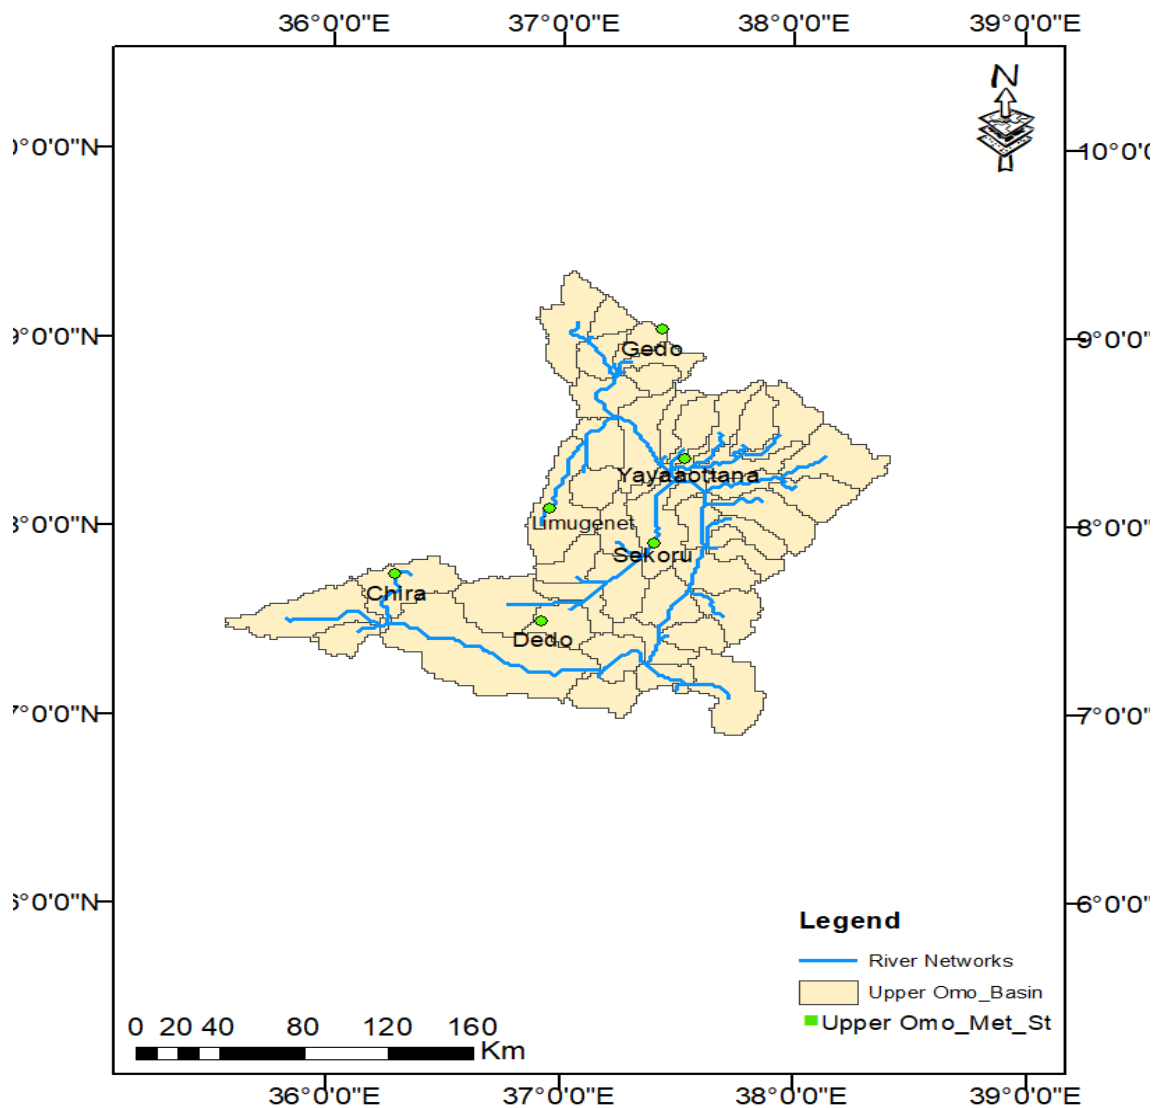 36°0'0"E 37°0'0"E 38°0'0"E 39°0'0"E
N
0°0'0"N 10°0'0
9°0'0"N 9°0'0"
Gedo
Yayaaottana
8°0'0"N Limugenet 8°0'0"
Sekoru
Chira
Dedo
7°0'0"N 7°0'0"
6°0'0"N 6°0'0"
Legend
River Networks
Upper Omo_Basin
Upper Omo_Met_St
0 20 40 80 120 160
Km
36°0'0"E 37°0'0"E 38°0'0"E 39°0'0"E